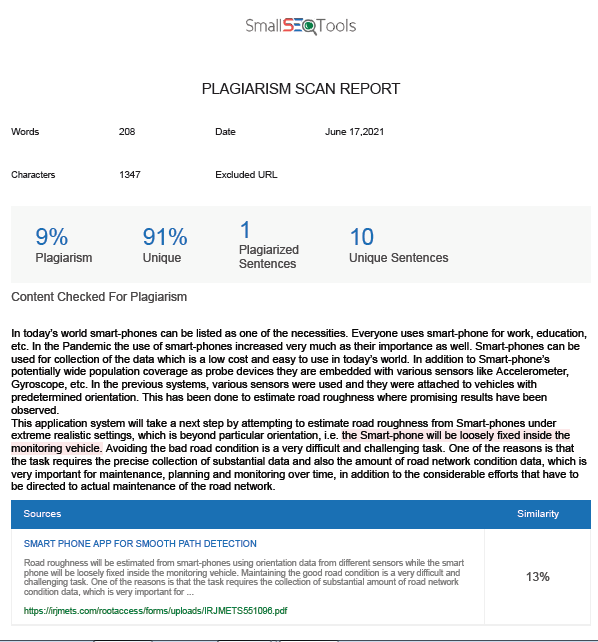 SmallSEOTools
PLAGIARISM SCAN REPORT
Words 208 Date June 17,2021
Characters 1347 Excluded URL
9% 91% 1 10
Plagiarism Unique Plagiarized Sentences Unique Sentences
Content Checked For Plagiarism
In today's world smart-phones can be listed as one of the necessities. Everyone uses smart-phone for work, education,
etc. In the Pandemic the use of smart-phones increased very much as their importance as well. Smart-phones can be
used for collection of the data which is a low cost and easy to use in today's world. In addition to Smart-phone's
potentially wide population coverage as probe devices they are embedded with various sensors like Accelerometer,
Gyroscope, etc. In the previous systems, various sensors were used and they were attached to vehicles with
predetermined orientation. This has been done to estimate road roughness where promising results have been
observed.
This application system will take a next step by attempting to estimate road roughness from Smart-phones under
extreme realistic settings, which is beyond particular orientation, i.e. the Smart-phone will be loosely fixed inside the
monitoring vehicle. Avoiding the bad road condition is a very difficult and challenging task. One of the reasons is that
the task requires the precise collection of substantial data and also the amount of road network condition data, which is
very important for maintenance, planning and monitoring over time, in addition to the considerable efforts that have to
be directed to actual maintenance of the road network.
Sources Similarity
SMART PHONE APP FOR SMOOTH PATH DETECTION
Road roughness will be estimated from smart-phones using orientation data from different sensors while the smart
phone will be loosely fixed inside the monitoring vehicle. Maintaining the good road condition is a very difficult and
challenging task. One of the reasons is that the task requires the collection of substantial amount of road network
condition data, which is very important for ...
13%
https://irjmets.com/rootaccess/forms/uploads/IRJMETS551096.pdf